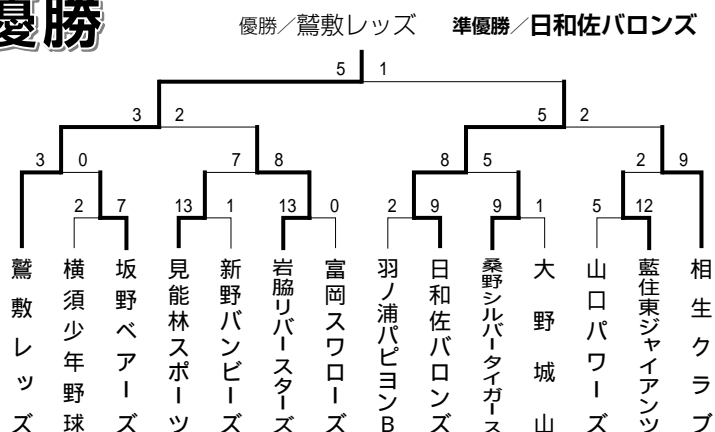 優勝
優勝／鷲敷レッズ 準優勝／日和佐バロンズ
5 1
3 2 5 2
3 0 7 8 8 5 2 9
2 7 13 1 13 0 2 9 9 1 5 12
鷲敷レッズ
横須少年野球
坂野ベアーズ
見能林スポーツ
新野バンビーズ
岩脇リバースターズ
富岡スワローズ
羽ノ浦パピヨンB
日和佐バロンズ
桑野シルバータイガース
大野城山
山口パワーズ
藍住東ジャイアンツ
相生クラブ